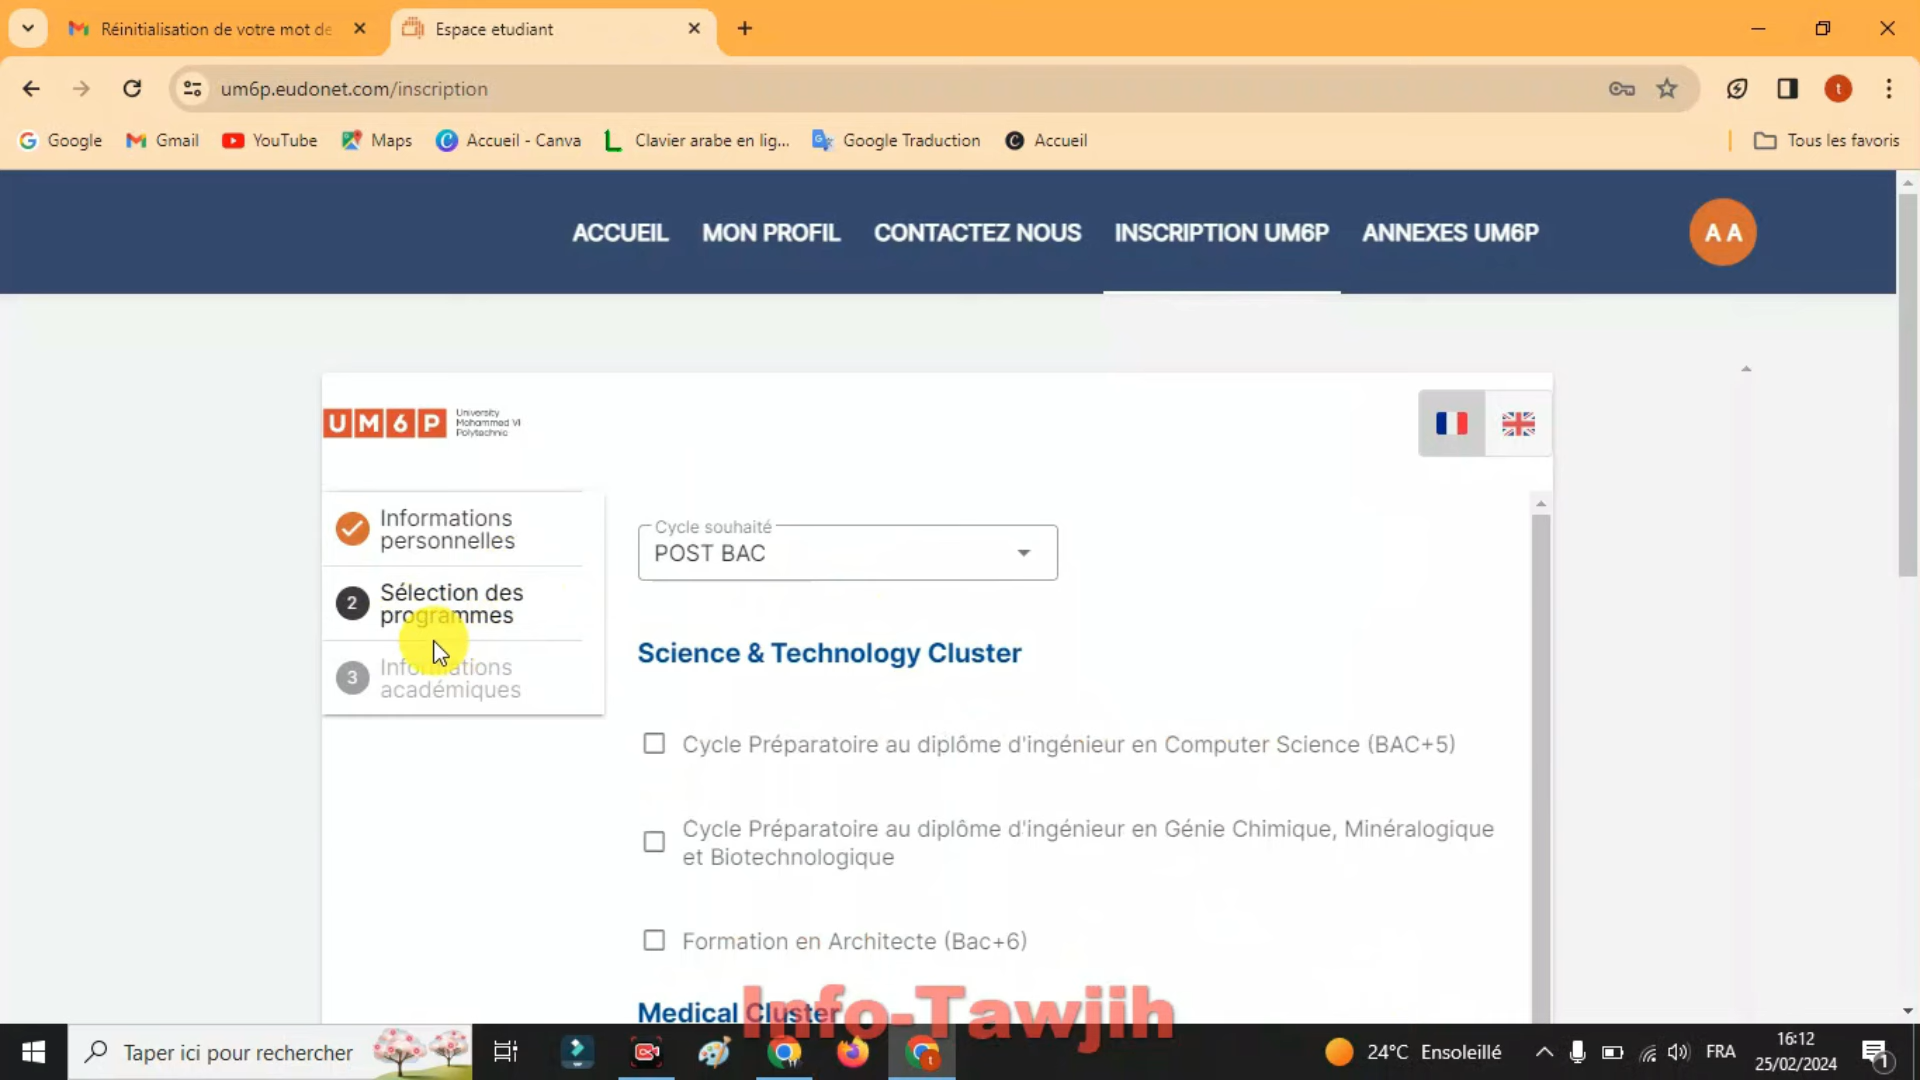 Réinitialisation de votre mot de
Espace etudiant
um6p.eudonet.com/inscription
Google
Gmail
YouTube
Maps
Accueil - Canva
Clavier arabe en lig...
Google Traduction
Accueil
Tous les favoris
ACCUEIL
MON PROFIL
CONTACTEZ NOUS
INSCRIPTION UM6P
ANNEXES UM6P
A A
UM6P
University
Mohammed VI
Polytechnic
Informations
personnelles
2
Sélection des
programmes
3
Informations
académiques
Cycle souhaité
POST BAC
Science & Technology Cluster
Cycle Préparatoire au diplôme d'ingénieur en Computer Science (BAC+5)
Cycle Préparatoire au diplôme d'ingénieur en Génie Chimique, Minéralogique
et Biotechnologique
Formation en Architecte (Bac+6)
Medical Cluster
Info-Tawjih
Taper ici pour rechercher
24°C Ensoleillé
FRA
16:12
25/02/2024
1
t
t